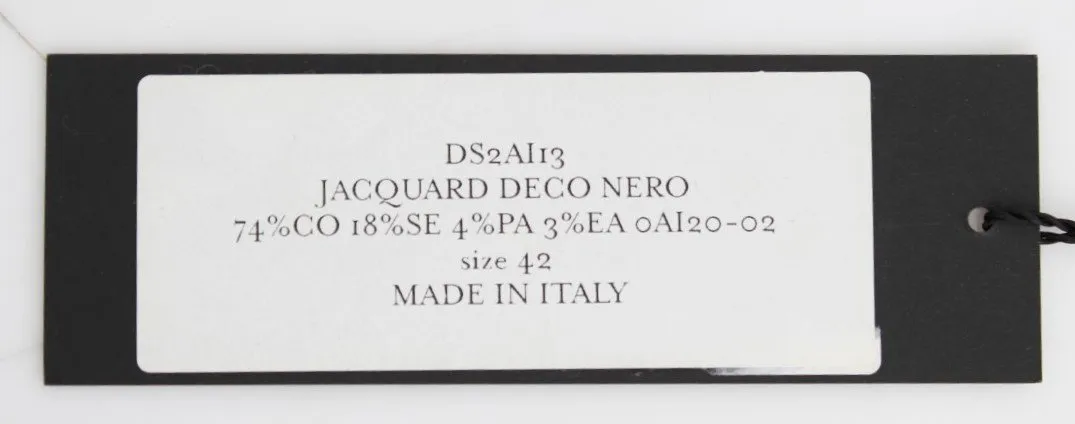 DS2AI13
JACQUARD DECO NERO
74%CO 18%SE 4%PA 3%EA 0AI20-02
size 42
MADE IN ITALY